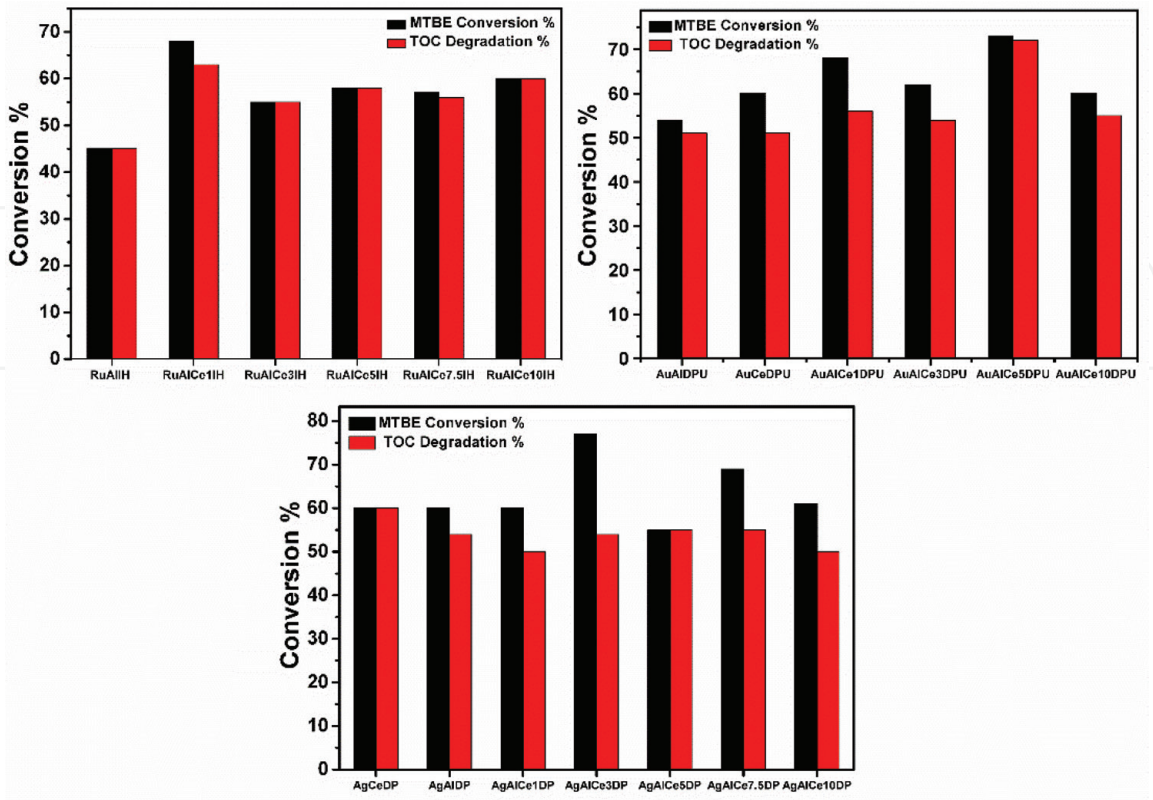 MTBE Conversion %
TOC Degradation %
Conversion %
70
60
50
40
30
20
10
0
RuAlIH RuAlCe1IH RuAlCe3IH RuAlCe5IH RuAlCe7.5IH RuAlCe10IH
MTBE Conversion %
TOC Degradation %
Conversion %
70
60
50
40
30
20
10
0
AuAlDPU AuCeDPU AuAlCe1DPU AuAlCe3DPU AuAlCe5DPU AuAlCe10DPU
MTBE Conversion %
TOC Degradation %
Conversion %
80
70
60
50
40
30
20
10
0
AgCeDP AgAlDP AgAlCe1DP AgAlCe3DP AgAlCe5DP AgAlCe7.5DP AgAlCe10DP